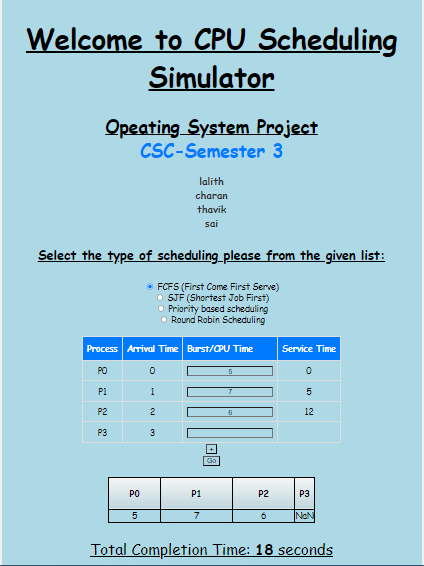 Welcome to CPU Scheduling
Simulator
Opeating System Project
CSC-Semester 3
lalith
charan
thavik
sai
Select the type of scheduling please from the given list:
FCFS (First Come First Serve)
SJF (Shortest Job First)
Priority based scheduling
Round Robin Scheduling
Process Arrival Time Burst/CPU Time Service Time
P0 0 5 0
P1 1 7 5
P2 2 6 12
P3 3
+
Go
P0 P1 P2 P3
5 7 6 NaN
Total Completion Time: 18 seconds